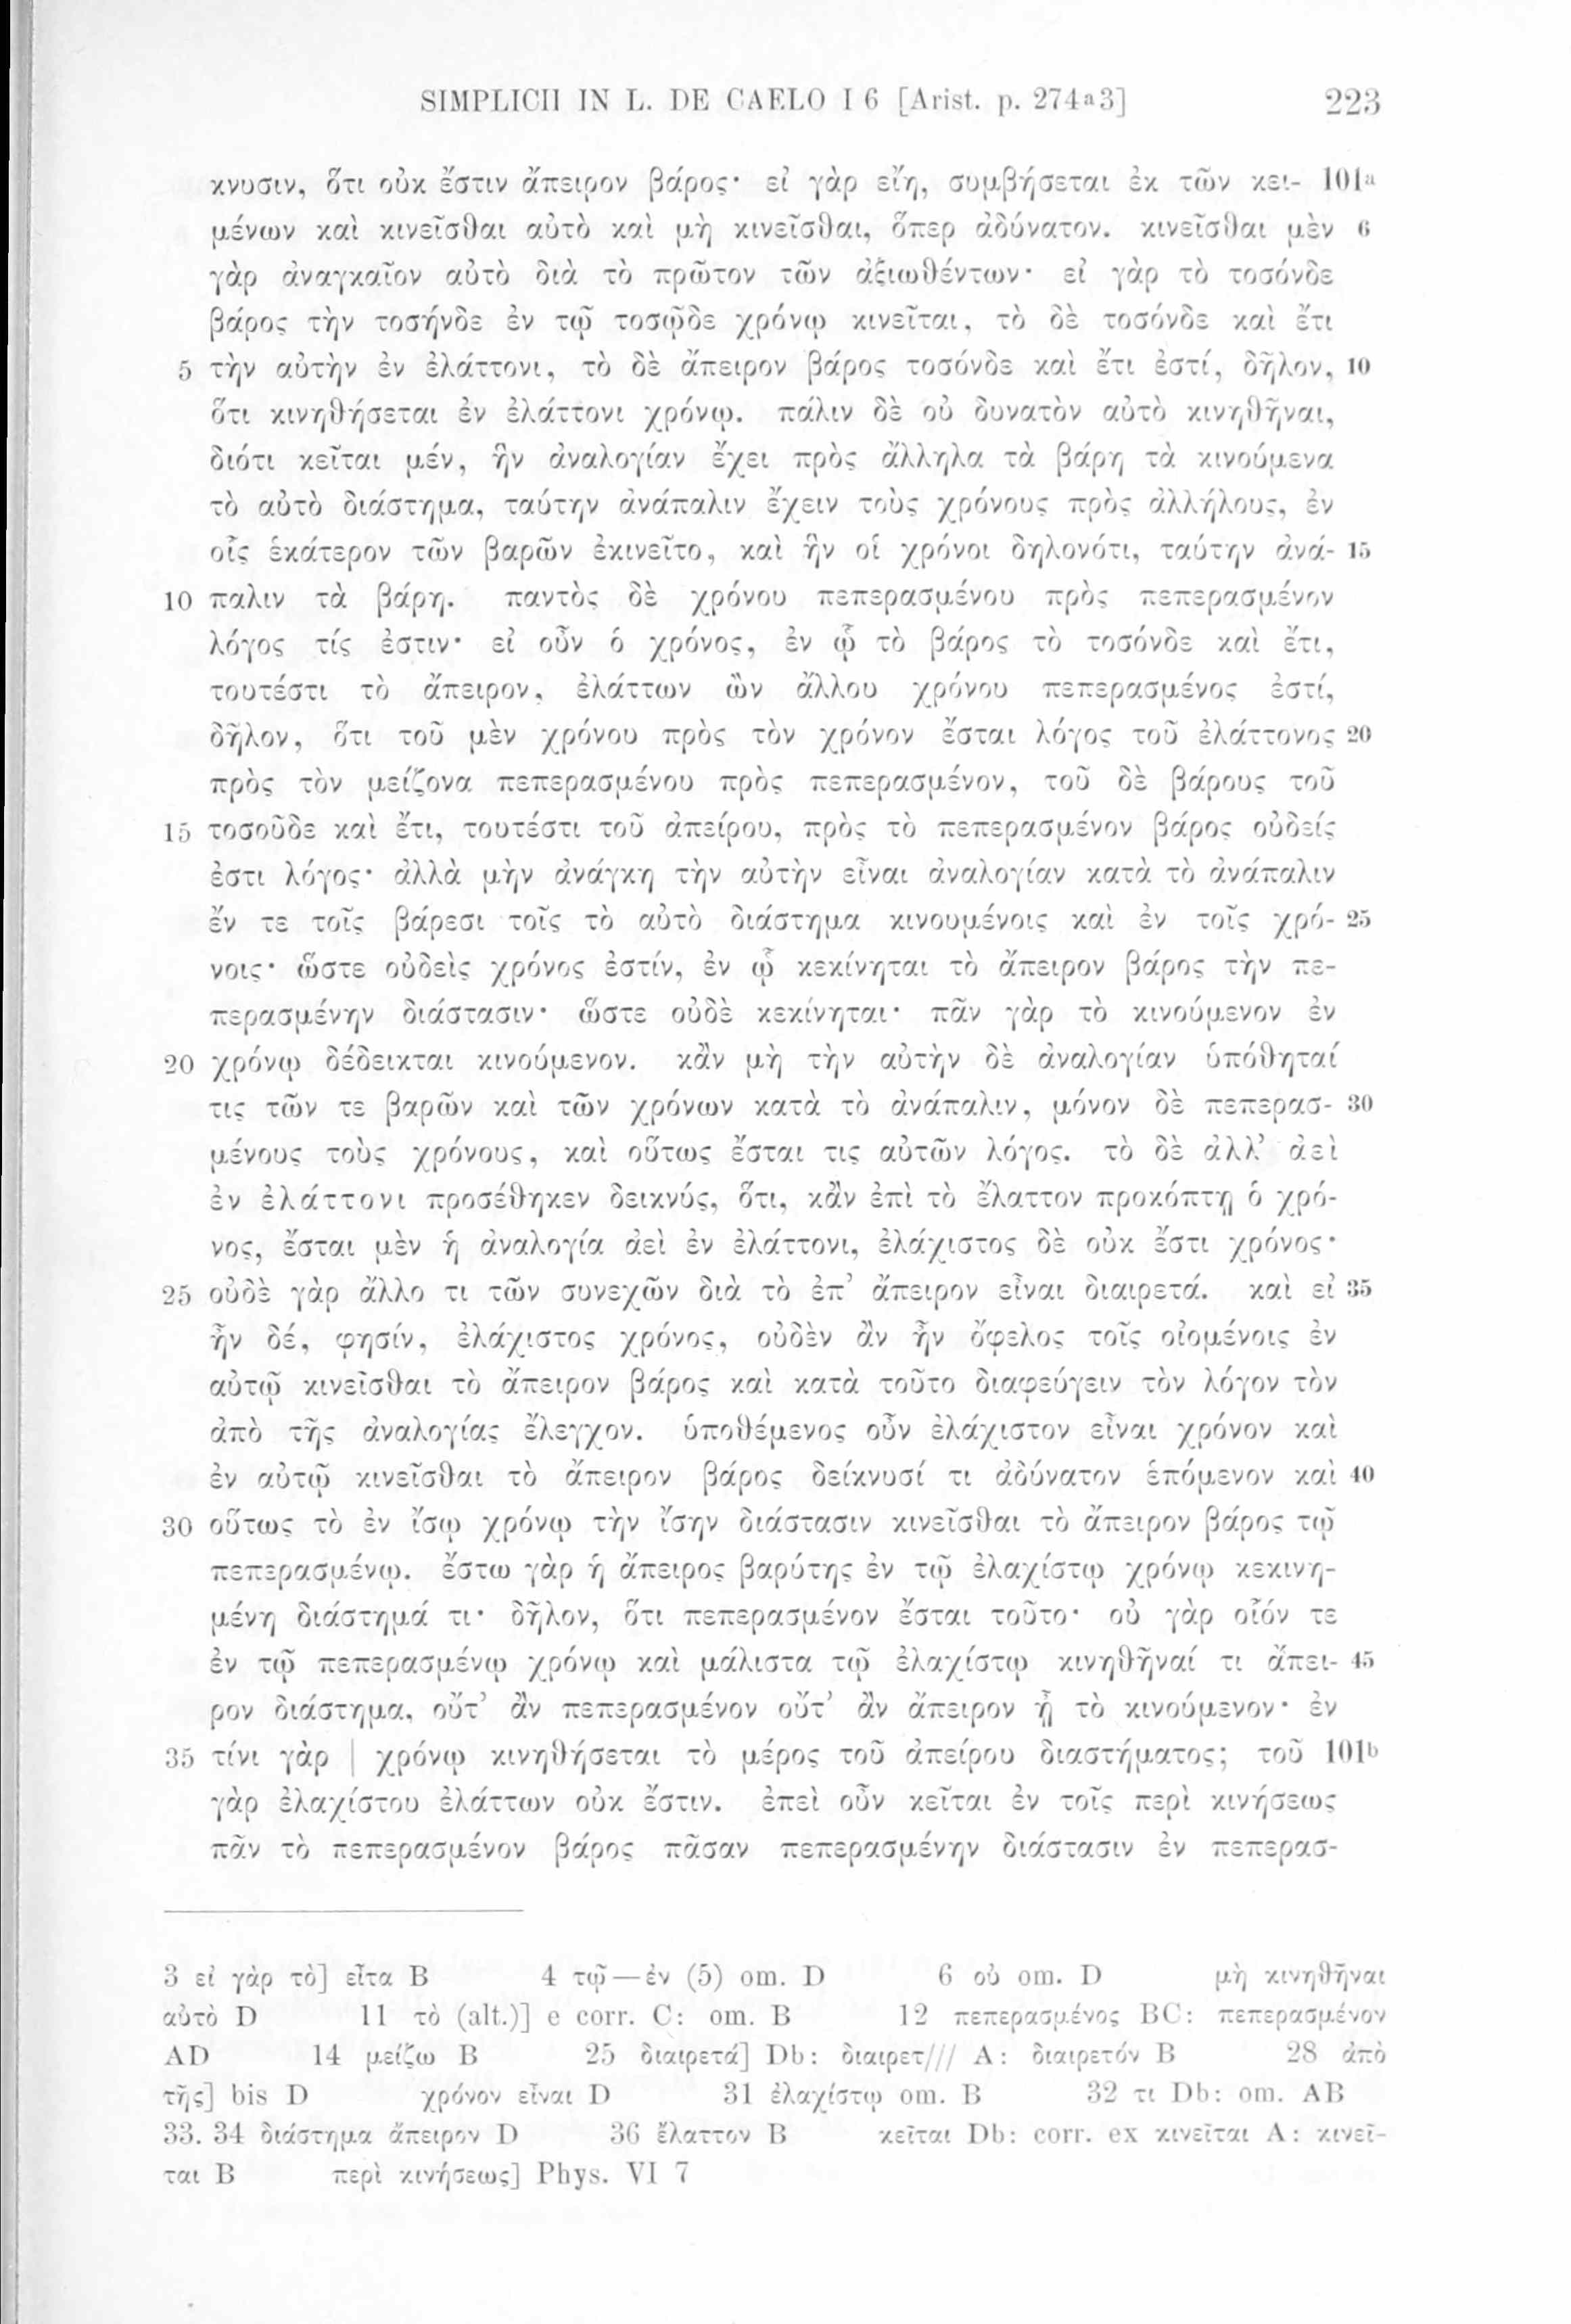 SIMPLICII IN L. DE CAELO I 6 [Arist. p. 274ᵃ3] 223
κνυσιν, ὅτι οὐκ ἔστιν ἄπειρον βάρος· εἰ γὰρ εἴη, συμβήσεται ἐκ τῶν κει- 101ᵃ
μένων καὶ κινεῖσθαι αὐτὸ καὶ μὴ κινεῖσθαι, ὅπερ ἀδύνατον. κινεῖσθαι μὲν 6
γὰρ ἀναγκαῖον αὐτὸ διὰ τὸ πρῶτον τῶν ἀξιωθέντων· εἰ γὰρ τὸ τοσόνδε
βάρος τὴν τοσήνδε ἐν τῷ τοσῷδε χρόνῳ κινεῖται, τὸ δὲ τοσόνδε καὶ ἔτι
5 τὴν αὐτὴν ἐν ἐλάττονι, τὸ δὲ ἄπειρον βάρος τοσόνδε καὶ ἔτι ἐστί, δῆλον, 10
ὅτι κινηθήσεται ἐν ἐλάττονι χρόνῳ. πάλιν δὲ οὐ δυνατὸν αὐτὸ κινηθῆναι,
διότι κεῖται μέν, ἣν ἀναλογίαν ἔχει πρὸς ἄλληλα τὰ βάρη τὰ κινούμενα
τὸ αὐτὸ διάστημα, ταύτην ἀνάπαλιν ἔχειν τοὺς χρόνους πρὸς ἀλλήλους, ἐν
οἷς ἑκάτερον τῶν βαρῶν ἐκινεῖτο, καὶ ἣν οἱ χρόνοι δηλονότι, ταύτην ἀνά- 15
10 παλιν τὰ βάρη. παντὸς δὲ χρόνου πεπερασμένου πρὸς πεπερασμένον
λόγος τίς ἐστιν· εἰ οὖν ὁ χρόνος, ἐν ᾧ τὸ βάρος τὸ τοσόνδε καὶ ἔτι,
τουτέστι τὸ ἄπειρον, ἐλάττων ὢν ἄλλου χρόνου πεπερασμένος ἐστί,
δῆλον, ὅτι τοῦ μὲν χρόνου πρὸς τὸν χρόνον ἔσται λόγος τοῦ ἐλάττονος 20
πρὸς τὸν μείζονα πεπερασμένου πρὸς πεπερασμένον, τοῦ δὲ βάρους τοῦ
15 τοσοῦδε καὶ ἔτι, τουτέστι τοῦ ἀπείρου, πρὸς τὸ πεπερασμένον βάρος οὐδείς
ἐστι λόγος· ἀλλὰ μὴν ἀνάγκη τὴν αὐτὴν εἶναι ἀναλογίαν κατὰ τὸ ἀνάπαλιν
ἔν τε τοῖς βάρεσι τοῖς τὸ αὐτὸ διάστημα κινουμένοις καὶ ἐν τοῖς χρό- 25
νοις· ὥστε οὐδεὶς χρόνος ἐστίν, ἐν ᾧ κεκίνηται τὸ ἄπειρον βάρος τὴν πε-
περασμένην διάστασιν· ὥστε οὐδὲ κεκίνηται· πᾶν γὰρ τὸ κινούμενον ἐν
20 χρόνῳ δέδεικται κινούμενον. κἂν μὴ τὴν αὐτὴν δὲ ἀναλογίαν ὑπόθηταί
τις τῶν τε βαρῶν καὶ τῶν χρόνων κατὰ τὸ ἀνάπαλιν, μόνον δὲ πεπερασ- 30
μένους τοὺς χρόνους, καὶ οὕτως ἔσται τις αὐτῶν λόγος. τὸ δὲ ἀλλ’ ἀεὶ
ἐν ἐλάττονι προσέθηκεν δεικνύς, ὅτι, κἂν ἐπὶ τὸ ἔλαττον προκόπτῃ ὁ χρό-
νος, ἔσται μὲν ἡ ἀναλογία ἀεὶ ἐν ἐλάττονι, ἐλάχιστος δὲ οὐκ ἔστι χρόνος·
25 οὐδὲ γὰρ ἄλλο τι τῶν συνεχῶν διὰ τὸ ἐπ’ ἄπειρον εἶναι διαιρετά. καὶ εἰ 35
ἦν δέ, φησίν, ἐλάχιστος χρόνος, οὐδὲν ἂν ἦν ὄφελος τοῖς οἰομένοις ἐν
αὐτῷ κινεῖσθαι τὸ ἄπειρον βάρος καὶ κατὰ τοῦτο διαφεύγειν τὸν λόγον τὸν
ἀπὸ τῆς ἀναλογίας ἔλεγχον. ὑποθέμενος οὖν ἐλάχιστον εἶναι χρόνον καὶ
ἐν αὐτῷ κινεῖσθαι τὸ ἄπειρον βάρος δείκνυσί τι ἀδύνατον ἑπόμενον καὶ 40
30 οὕτως τὸ ἐν ἴσῳ χρόνῳ τὴν ἴσην διάστασιν κινεῖσθαι τὸ ἄπειρον βάρος τῷ
πεπερασμένῳ. ἔστω γὰρ ἡ ἄπειρος βαρύτης ἐν τῷ ἐλαχίστῳ χρόνῳ κεκινη-
μένη διάστημά τι· δῆλον, ὅτι πεπερασμένον ἔσται τοῦτο· οὐ γὰρ οἷόν τε
ἐν τῷ πεπερασμένῳ χρόνῳ καὶ μάλιστα τῷ ἐλαχίστῳ κινηθῆναί τι ἄπει- 45
ρον διάστημα, οὔτ’ ἂν πεπερασμένον οὔτ’ ἂν ἄπειρον ᾖ τὸ κινούμενον· ἐν
35 τίνι γὰρ | χρόνῳ κινηθήσεται τὸ μέρος τοῦ ἀπείρου διαστήματος; τοῦ 101ᵇ
γὰρ ἐλαχίστου ἐλάττων οὐκ ἔστιν. ἐπεὶ οὖν κεῖται ἐν τοῖς περὶ κινήσεως
πᾶν τὸ πεπερασμένον βάρος πᾶσαν πεπερασμένην διάστασιν ἐν πεπερασ-
3 εἰ γὰρ τὸ] εἶτα B 4 τῷ—ἐν (5) om. D 6 οὐ om. D μὴ κινηθῆναι
αὐτὸ D 11 τὸ (alt.)] e corr. C: om. B 12 πεπερασμένος BC: πεπερασμένον
AD 14 μείζω B 25 διαιρετά] Db: διαιρετ/// A: διαιρετόν B 28 ἀπὸ
τῆς] bis D χρόνον εἶναι D 31 ἐλαχίστῳ om. B 32 τι Db: om. AB
33. 34 διάστημα ἄπειρον D 36 ἔλαττον B κεῖται Db: corr. ex κινεῖται A: κινεῖ-
ται B περὶ κινήσεως] Phys. VI 7